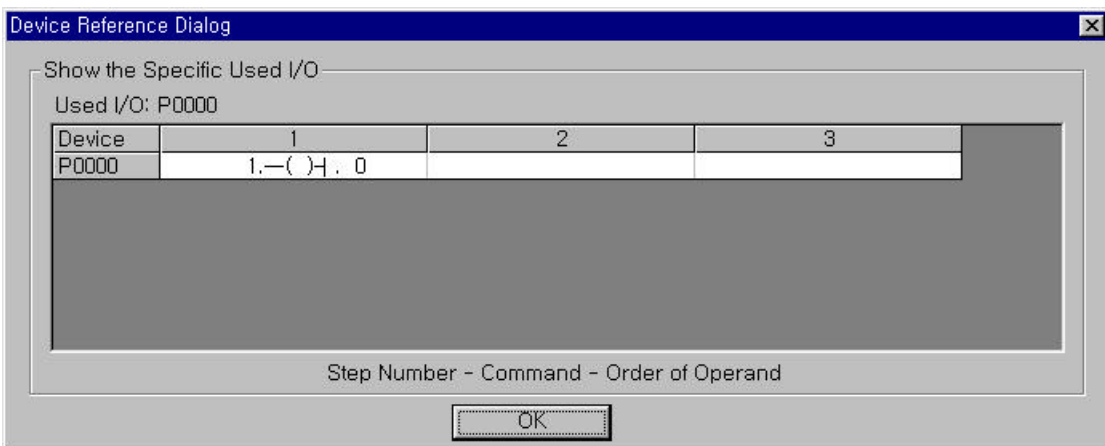 Device Reference Dialog
Show the Specific Used I/O
Used I/O: P0000
Device 1 2 3
P0000 1.—( )-| . 0
Step Number - Command - Order of Operand
OK